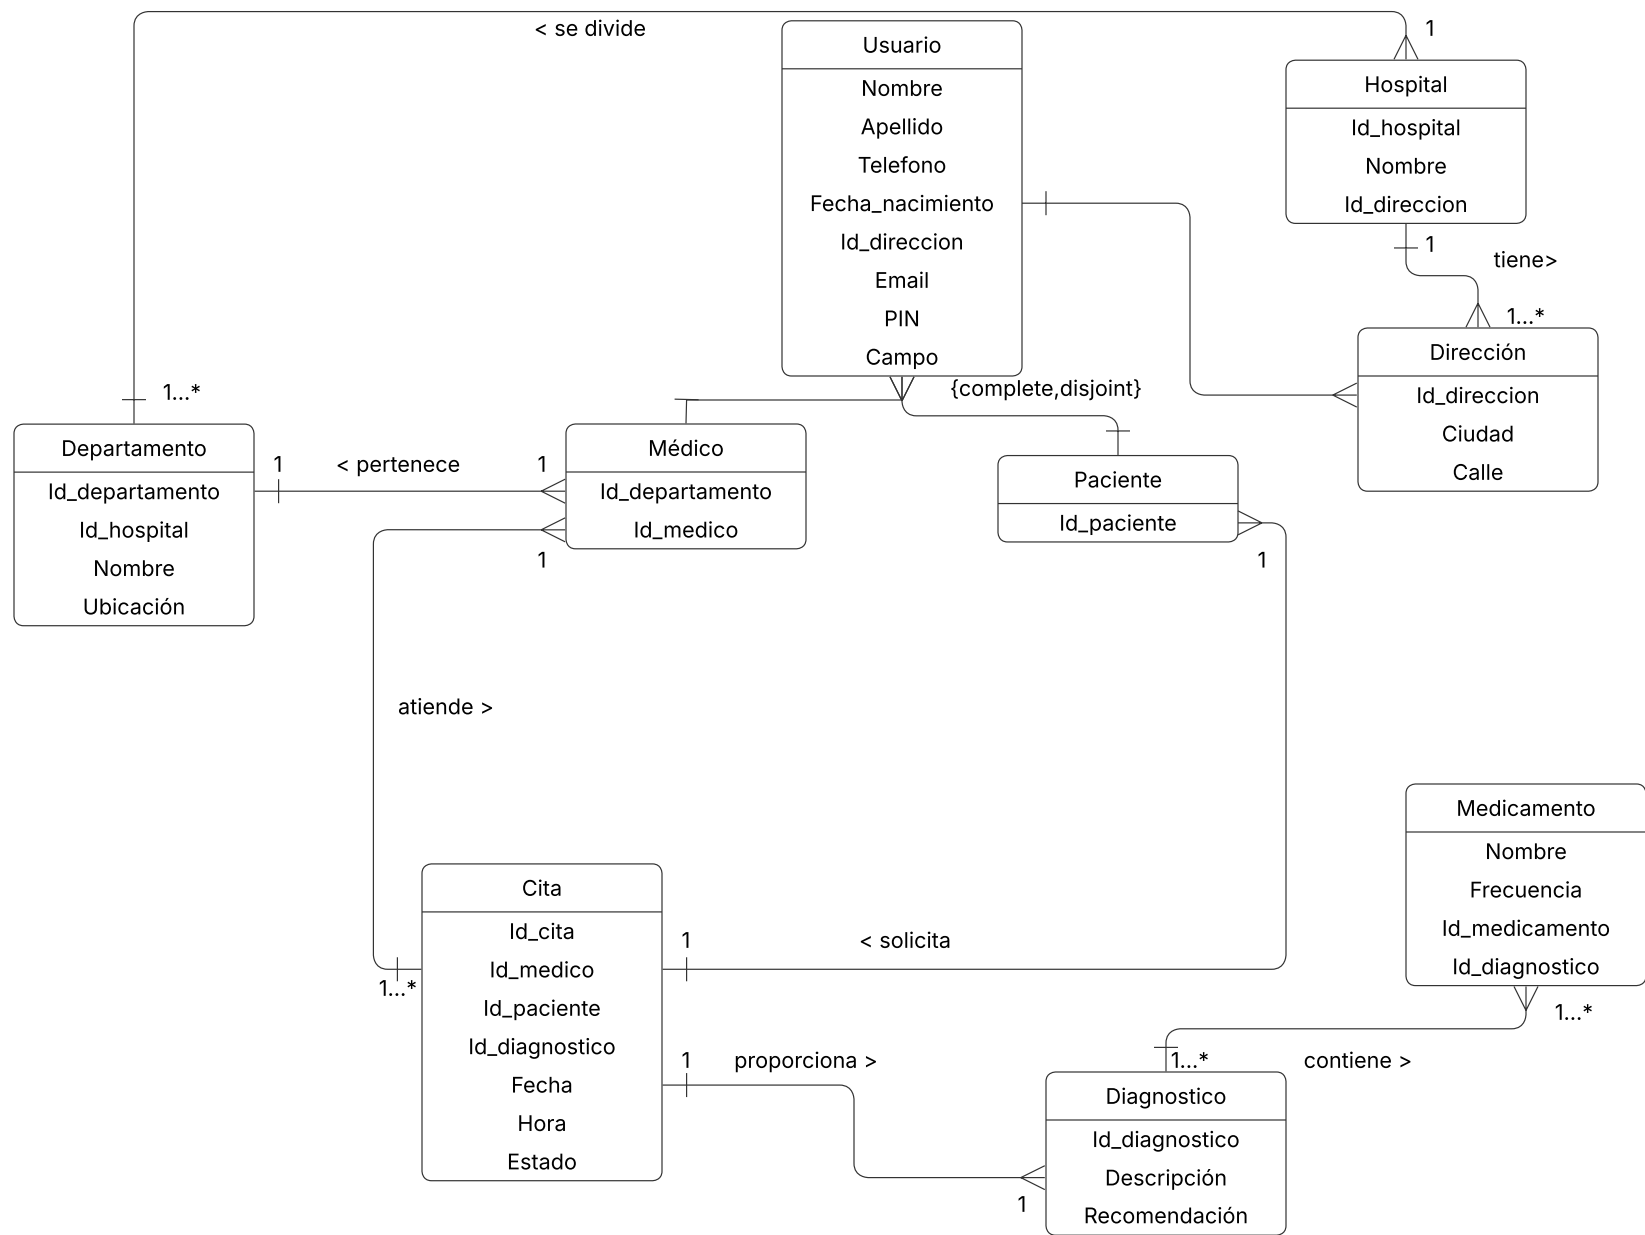 < se divide
1
Usuario
Nombre
Apellido
Telefono
Fecha_nacimiento
Id_direccion
Email
PIN
Campo
Hospital
Id_hospital
Nombre
Id_direccion
1
tiene>
1...*
Dirección
Id_direccion
Ciudad
Calle
{complete,disjoint}
1...*
Departamento
Id_departamento
Id_hospital
Nombre
Ubicación
1
< pertenece
1
Médico
Id_departamento
Id_medico
1
Paciente
Id_paciente
1
atiende >
Cita
Id_cita
Id_medico
Id_paciente
Id_diagnostico
Fecha
Hora
Estado
1...*
1
< solicita
1
proporciona >
1
Medicamento
Nombre
Frecuencia
Id_medicamento
Id_diagnostico
1...*
1...*
contiene >
Diagnostico
Id_diagnostico
Descripción
Recomendación